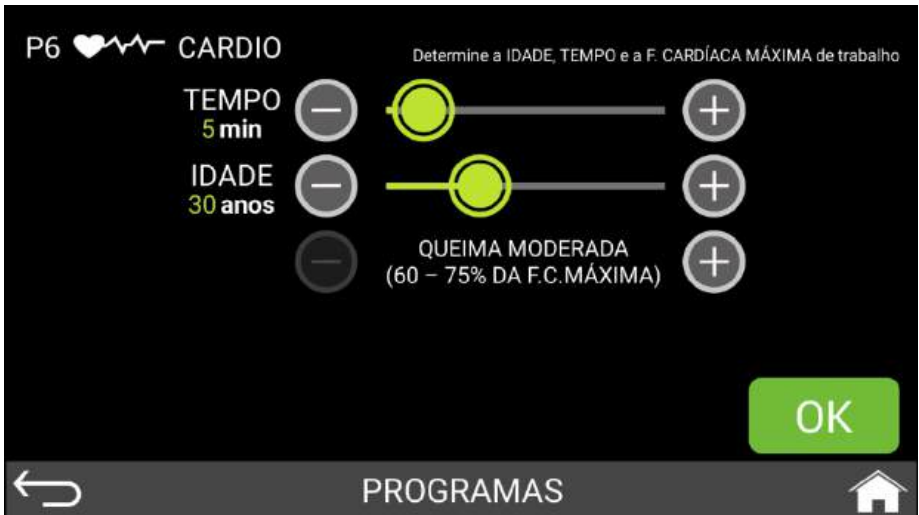 P6 CARDIO
Determine a IDADE, TEMPO e a F. CARDÍACA MÁXIMA de trabalho
TEMPO
5 min
IDADE
30 anos
QUEIMA MODERADA
(60 – 75% DA F.C.MÁXIMA)
OK
PROGRAMAS